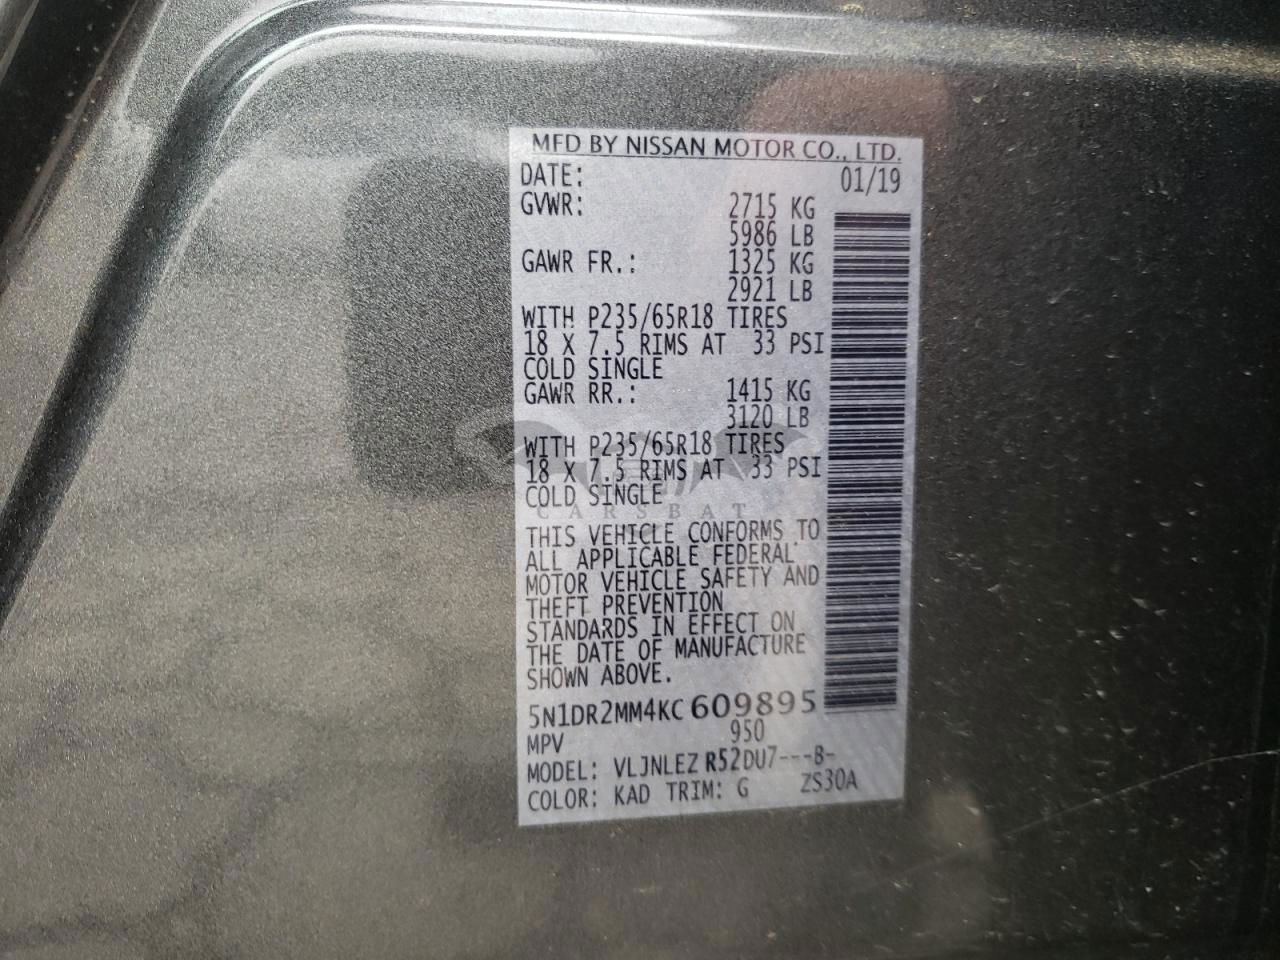 MFD BY NISSAN MOTOR CO., LTD.
DATE: 01/19
GVWR: 2715 KG
5986 LB
GAWR FR.: 1325 KG
2921 LB
WITH P235/65R18 TIRES
18 X 7.5 RIMS AT 33 PSI
COLD SINGLE
GAWR RR.: 1415 KG
3120 LB
WITH P235/65R18 TIRES
18 X 7.5 RIMS AT 33 PSI
COLD SINGLE
CARSBAT
THIS VEHICLE CONFORMS TO
ALL APPLICABLE FEDERAL
MOTOR VEHICLE SAFETY AND
THEFT PREVENTION
STANDARDS IN EFFECT ON
THE DATE OF MANUFACTURE
SHOWN ABOVE.
5N1DR2MM4KC609895
MPV 950
MODEL: VLJNLEZ R52DU7---B-
COLOR: KAD TRIM: G ZS30A